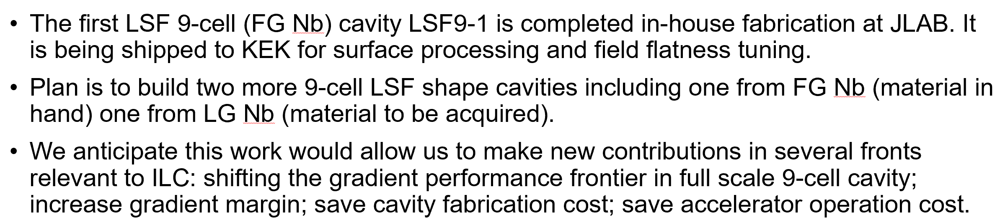 • The first LSF 9-cell (FG Nb) cavity LSF9-1 is completed in-house fabrication at JLAB. It
is being shipped to KEK for surface processing and field flatness tuning.
• Plan is to build two more 9-cell LSF shape cavities including one from FG Nb (material in
hand) one from LG Nb (material to be acquired).
• We anticipate this work would allow us to make new contributions in several fronts
relevant to ILC: shifting the gradient performance frontier in full scale 9-cell cavity;
increase gradient margin; save cavity fabrication cost; save accelerator operation cost.